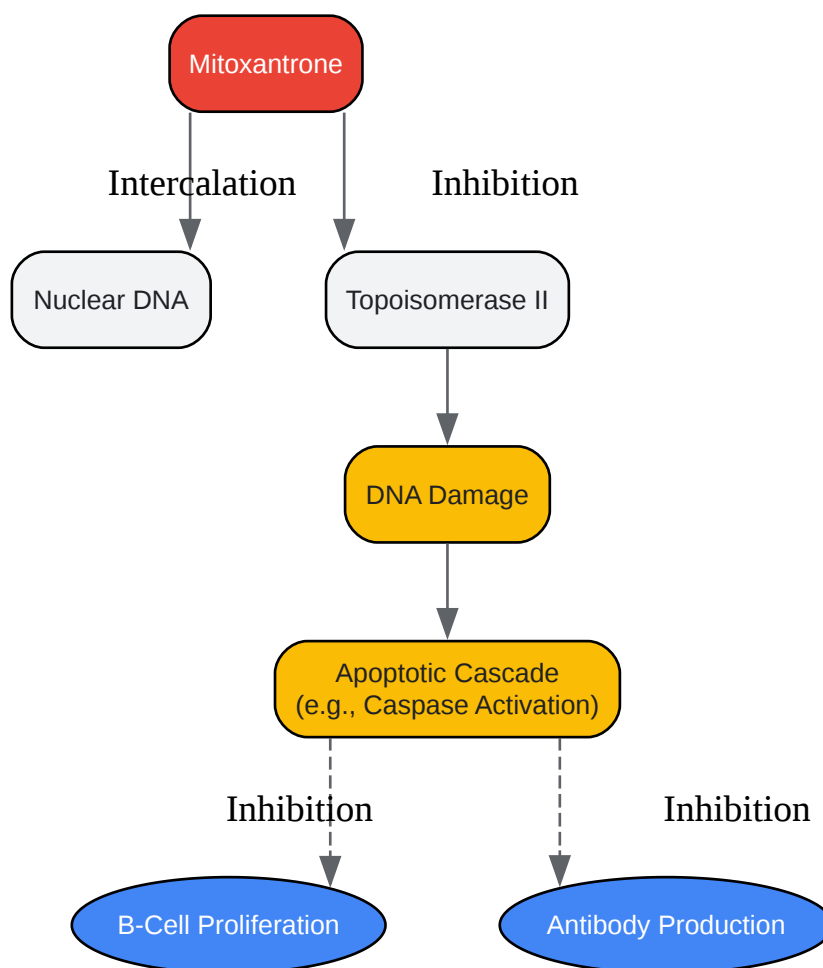 Mitoxantrone
Intercalation
Inhibition
Nuclear DNA
Topoisomerase II
DNA Damage
Apoptotic Cascade
(e.g., Caspase Activation)
Inhibition
Inhibition
B-Cell Proliferation
Antibody Production